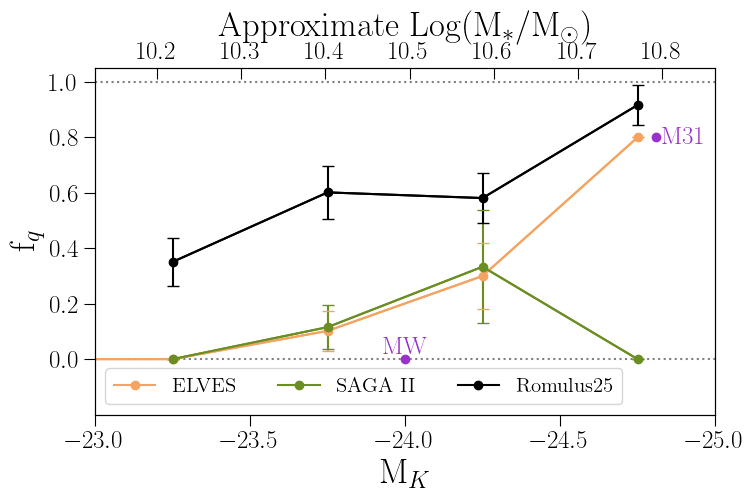 Approximate Log(M*/M☉)
10.2 10.3 10.4 10.5 10.6 10.7 10.8
1.0
0.8
0.6
0.4
0.2
0.0
f_q
M31
MW
ELVES SAGA II Romulus25
−23.0 −23.5 −24.0 −24.5 −25.0
M_K